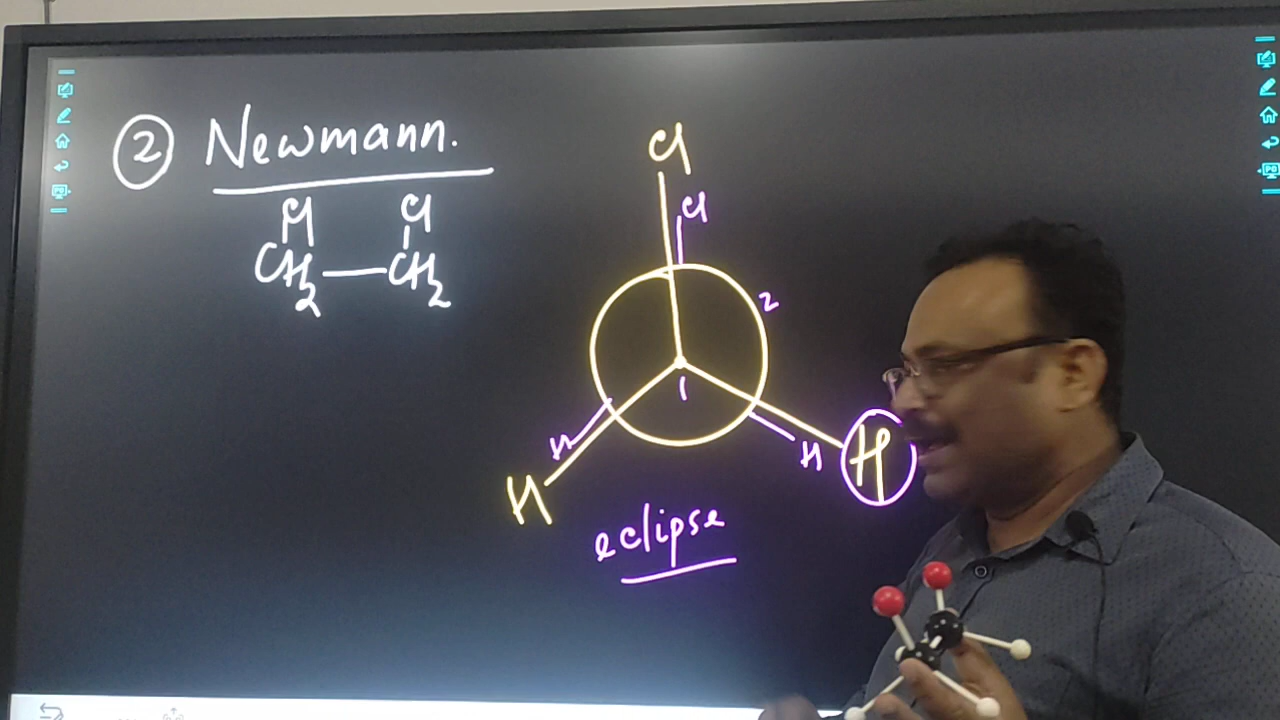 ② Newmann.
Cl Cl
CH2—CH2
Cl
Cl
2
1
H H H H
eclipse